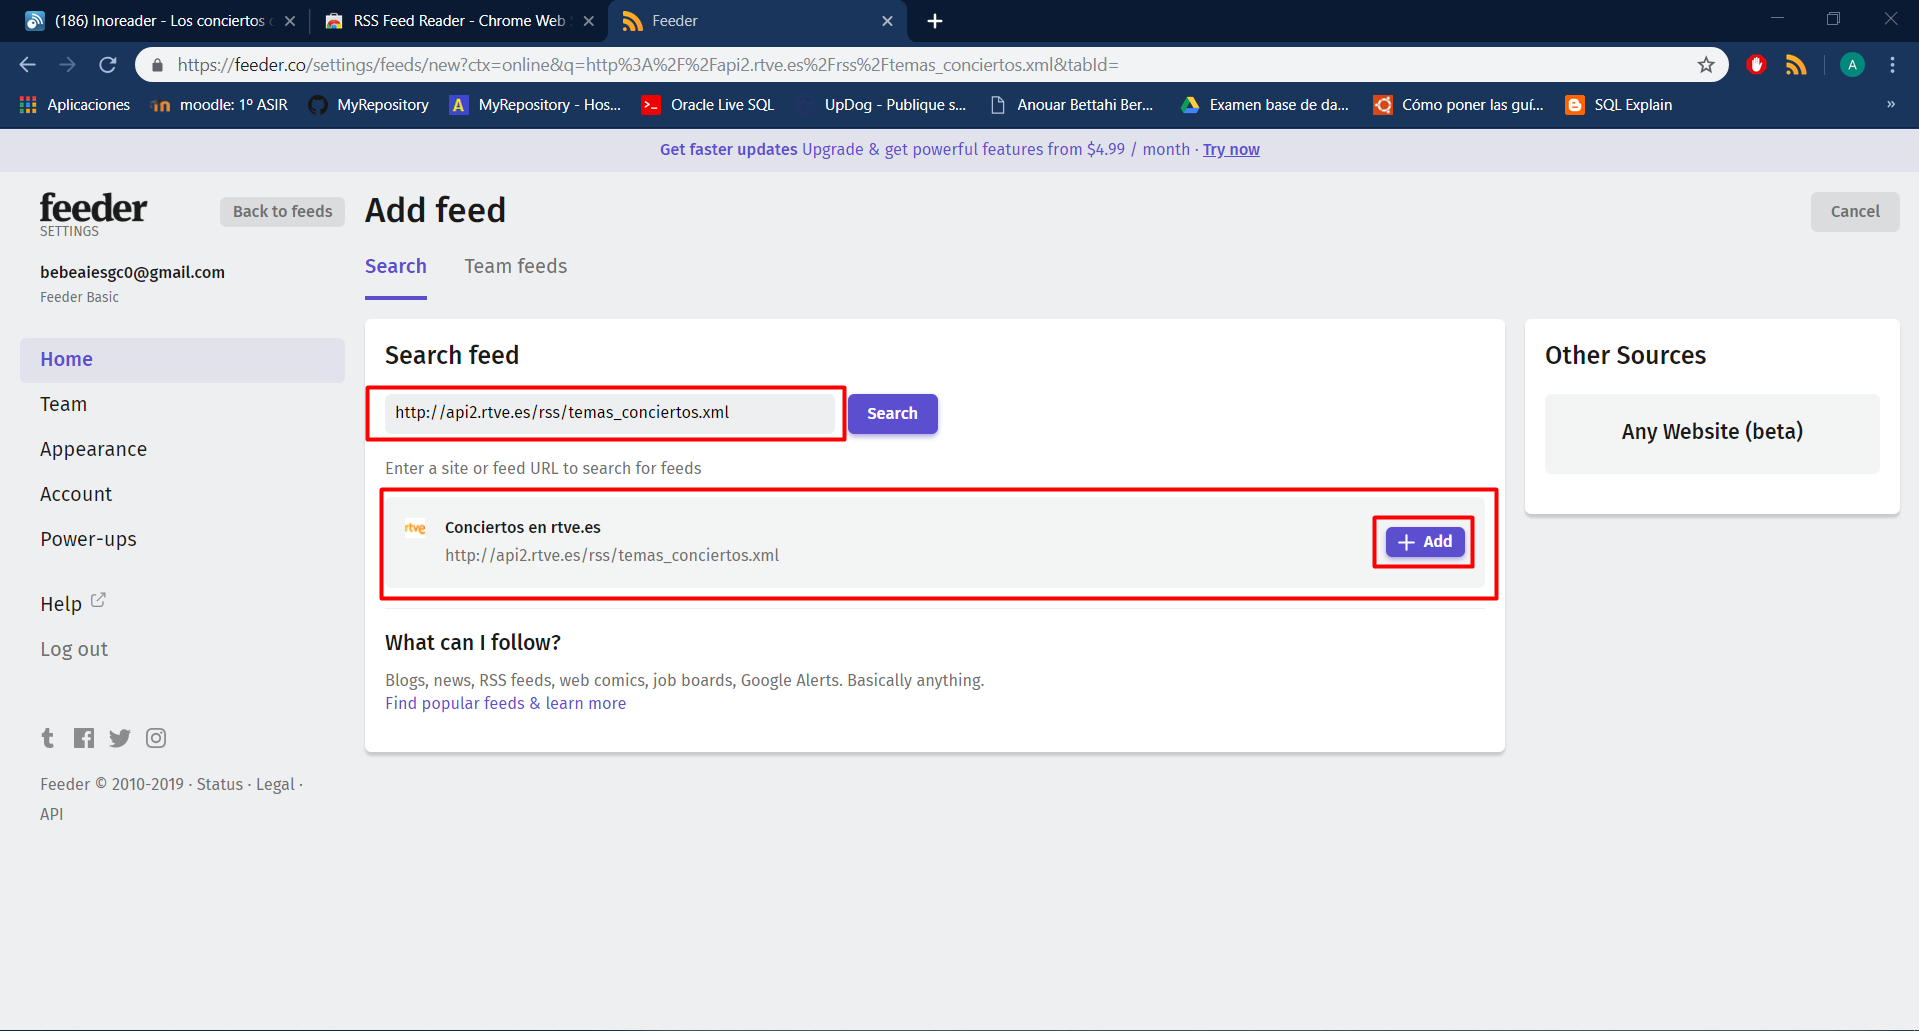 (186) Inoreader - Los conciertos
RSS Feed Reader - Chrome Web
Feeder
https://feeder.co/settings/feeds/new?ctx=online&q=http%3A%2F%2Fapi2.rtve.es%2Frss%2Ftemas_conciertos.xml&tabId=
A
Aplicaciones
moodle: 1º ASIR
MyRepository
A
MyRepository - Hos...
Oracle Live SQL
UpDog - Publique s...
Anouar Bettahi Ber...
Examen base de da...
Cómo poner las guí...
SQL Explain
»
Get faster updates Upgrade & get powerful features from $4.99 / month · Try now
feeder
SETTINGS
Back to feeds
Add feed
Cancel
bebeaiesgc0@gmail.com
Feeder Basic
Search
Team feeds
Home
Team
Appearance
Account
Power-ups
Help
Log out
Feeder © 2010-2019 · Status · Legal ·
API
Search feed
http://api2.rtve.es/rss/temas_conciertos.xml
Search
Enter a site or feed URL to search for feeds
rtve
Conciertos en rtve.es
http://api2.rtve.es/rss/temas_conciertos.xml
+ Add
What can I follow?
Blogs, news, RSS feeds, web comics, job boards, Google Alerts. Basically anything.
Find popular feeds & learn more
Other Sources
Any Website (beta)